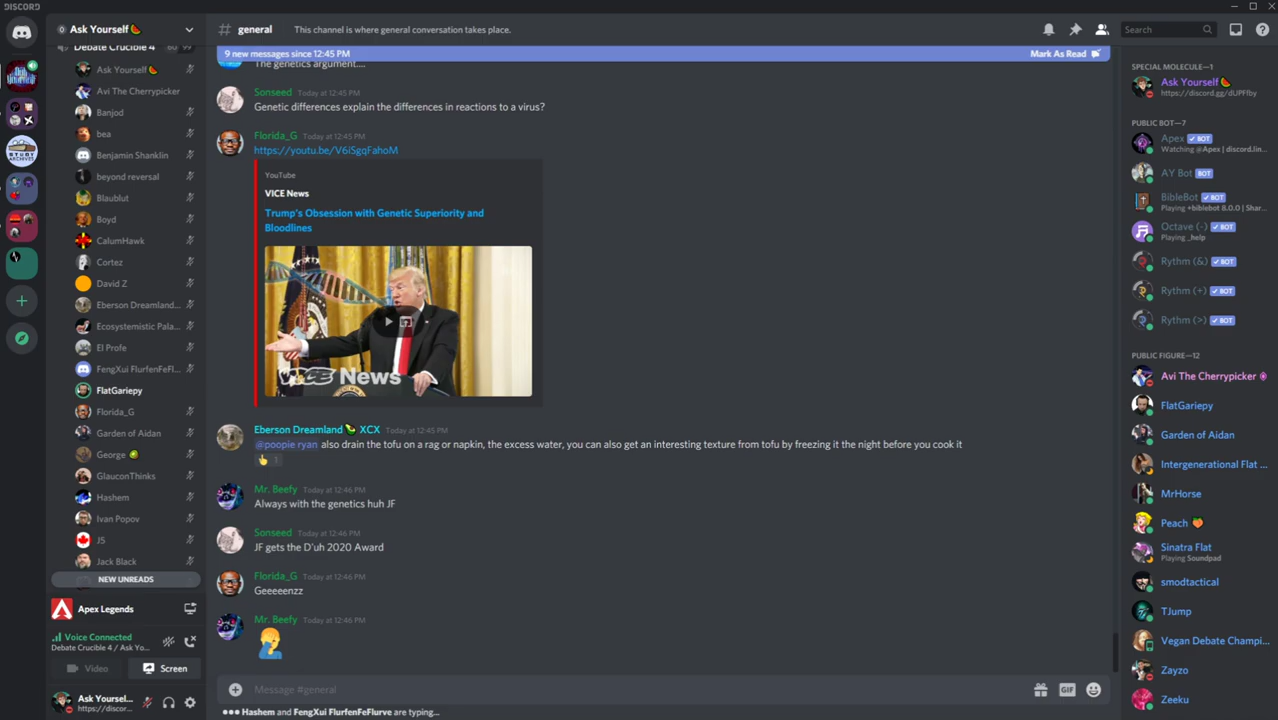 DISCORD
Ask Yourself🍉
# general
This channel is where general conversation takes place.
Search
Debate Crucible 4
60 99
Ask Yourself🍉
Avi The Cherrypicker
Banjod
bea
Benjamin Shanklin
beyond reversal
Blaublut
Boyd
CalumHawk
Cortez
David Z
Eberson Dreamland...
Ecosystemistic Pala...
El Profe
FengXui FlurfenFeFl...
FlatGariepy
Florida_G
Garden of Aidan
George 🥝
GlauconThinks
Hashem
Ivan Popov
J5
Jack Black
NEW UNREADS
Apex Legends
Voice Connected
Debate Crucible 4 / Ask Yo...
Video
Screen
Ask Yoursel...
https://discor...
9 new messages since 12:45 PM
Mark As Read
The genetics argument....
Sonseed Today at 12:45 PM
Genetic differences explain the differences in reactions to a virus?
Florida_G Today at 12:45 PM
https://youtu.be/V6iSgqFahoM
YouTube
VICE News
Trump's Obsession with Genetic Superiority and
Bloodlines
VICE News
Eberson Dreamland XCX Today at 12:45 PM
@poopie ryan also drain the tofu on a rag or napkin, the excess water, you can also get an interesting texture from tofu by freezing it the night before you cook it
1
Mr. Beefy Today at 12:46 PM
Always with the genetics huh JF
Sonseed Today at 12:46 PM
JF gets the D'uh 2020 Award
Florida_G Today at 12:46 PM
Geeeeenzz
Mr. Beefy Today at 12:46 PM
Message #general
GIF
Hashem and FengXui FlurfenFeFlurve are typing...
SPECIAL MOLECULE—1
Ask Yourself🍉
https://discord.gg/dUPFfby
PUBLIC BOT—7
Apex ✓ BOT
Watching @Apex | discord.lin...
AY Bot BOT
BibleBot ✓ BOT
Playing +biblebot 8.0.0 | Shar...
Octave (-) ✓ BOT
Playing _help
Rythm (&) ✓ BOT
Rythm (+) ✓ BOT
Rythm (>) ✓ BOT
PUBLIC FIGURE—12
Avi The Cherrypicker
FlatGariepy
Garden of Aidan
Intergenerational Flat ...
MrHorse
Peach 🍑
Sinatra Flat
Playing Soundpad
smodtactical
TJump
Vegan Debate Champi...
Zayzo
Zeeku